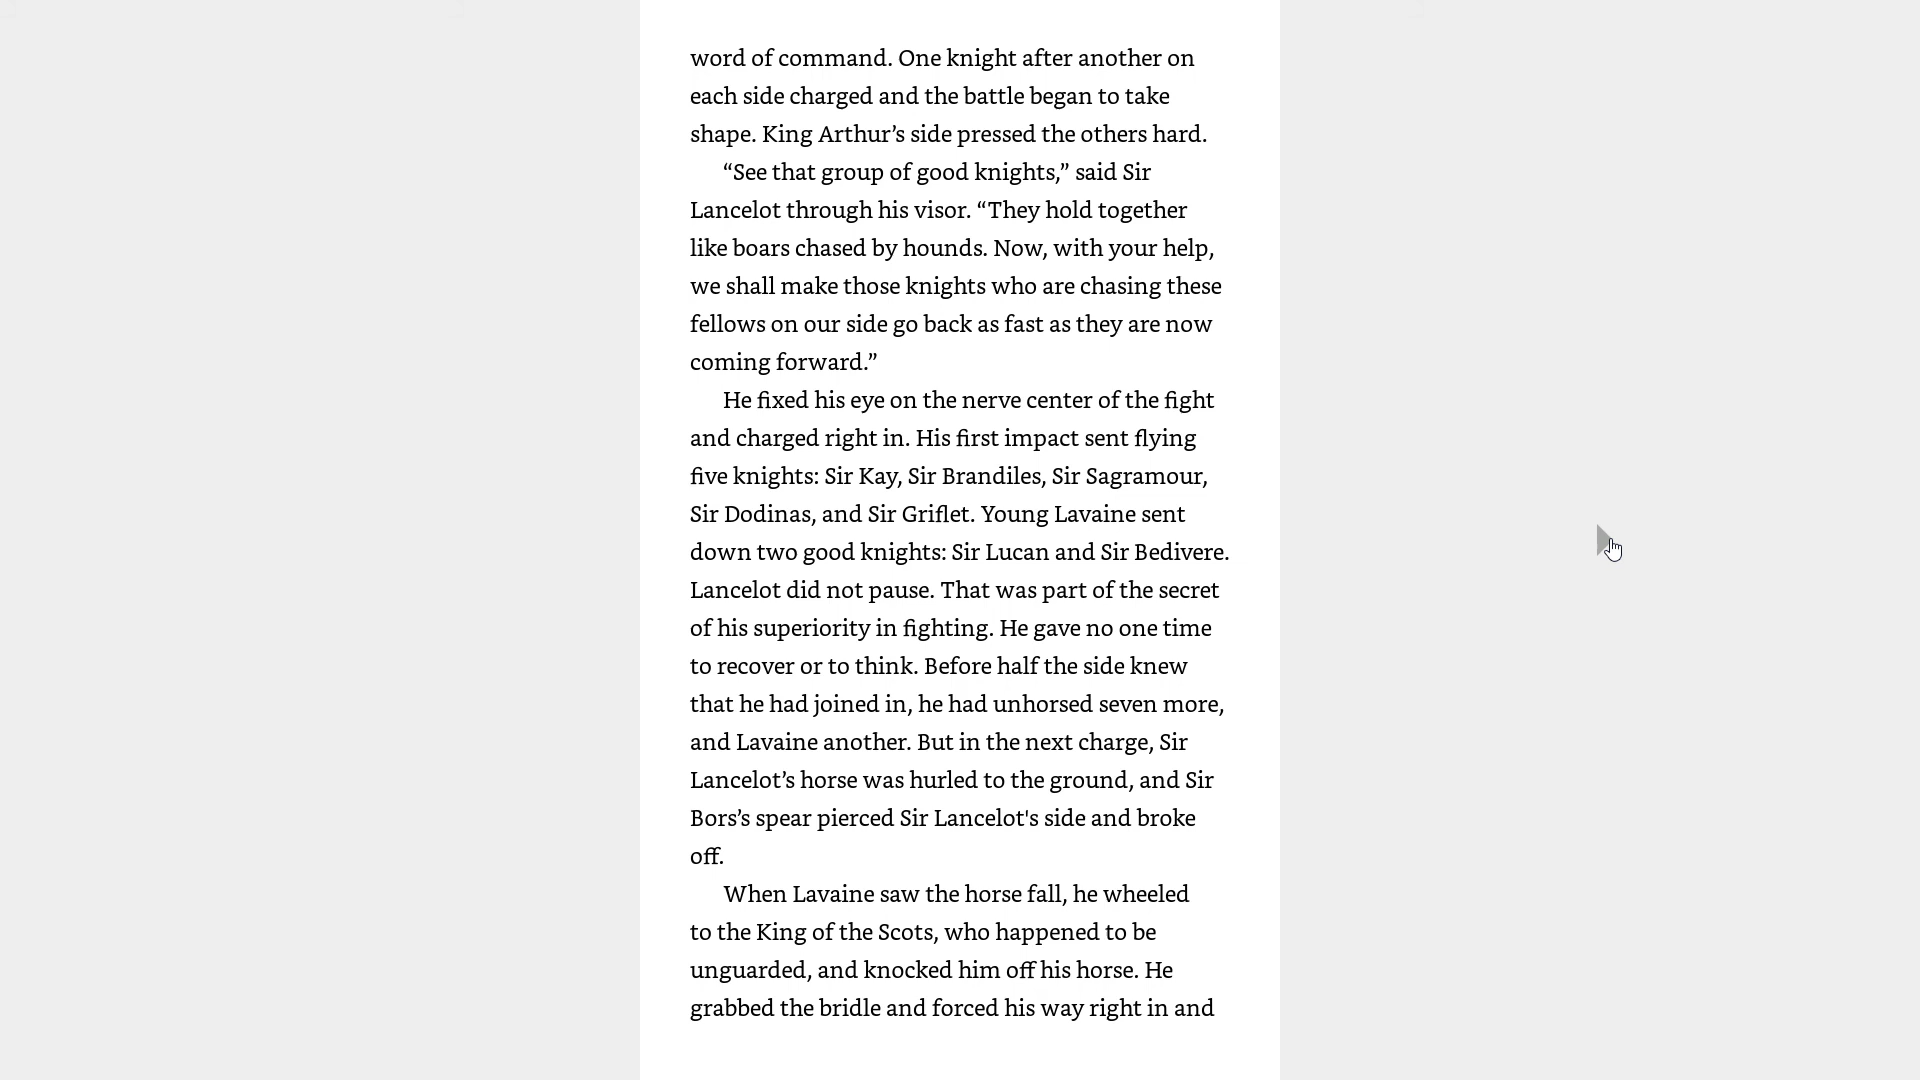 word of command. One knight after another on
each side charged and the battle began to take
shape. King Arthur’s side pressed the others hard.
“See that group of good knights,” said Sir
Lancelot through his visor. “They hold together
like boars chased by hounds. Now, with your help,
we shall make those knights who are chasing these
fellows on our side go back as fast as they are now
coming forward.”
He fixed his eye on the nerve center of the fight
and charged right in. His first impact sent flying
five knights: Sir Kay, Sir Brandiles, Sir Sagramour,
Sir Dodinas, and Sir Griflet. Young Lavaine sent
down two good knights: Sir Lucan and Sir Bedivere.
Lancelot did not pause. That was part of the secret
of his superiority in fighting. He gave no one time
to recover or to think. Before half the side knew
that he had joined in, he had unhorsed seven more,
and Lavaine another. But in the next charge, Sir
Lancelot’s horse was hurled to the ground, and Sir
Bors’s spear pierced Sir Lancelot's side and broke
off.
When Lavaine saw the horse fall, he wheeled
to the King of the Scots, who happened to be
unguarded, and knocked him off his horse. He
grabbed the bridle and forced his way right in and